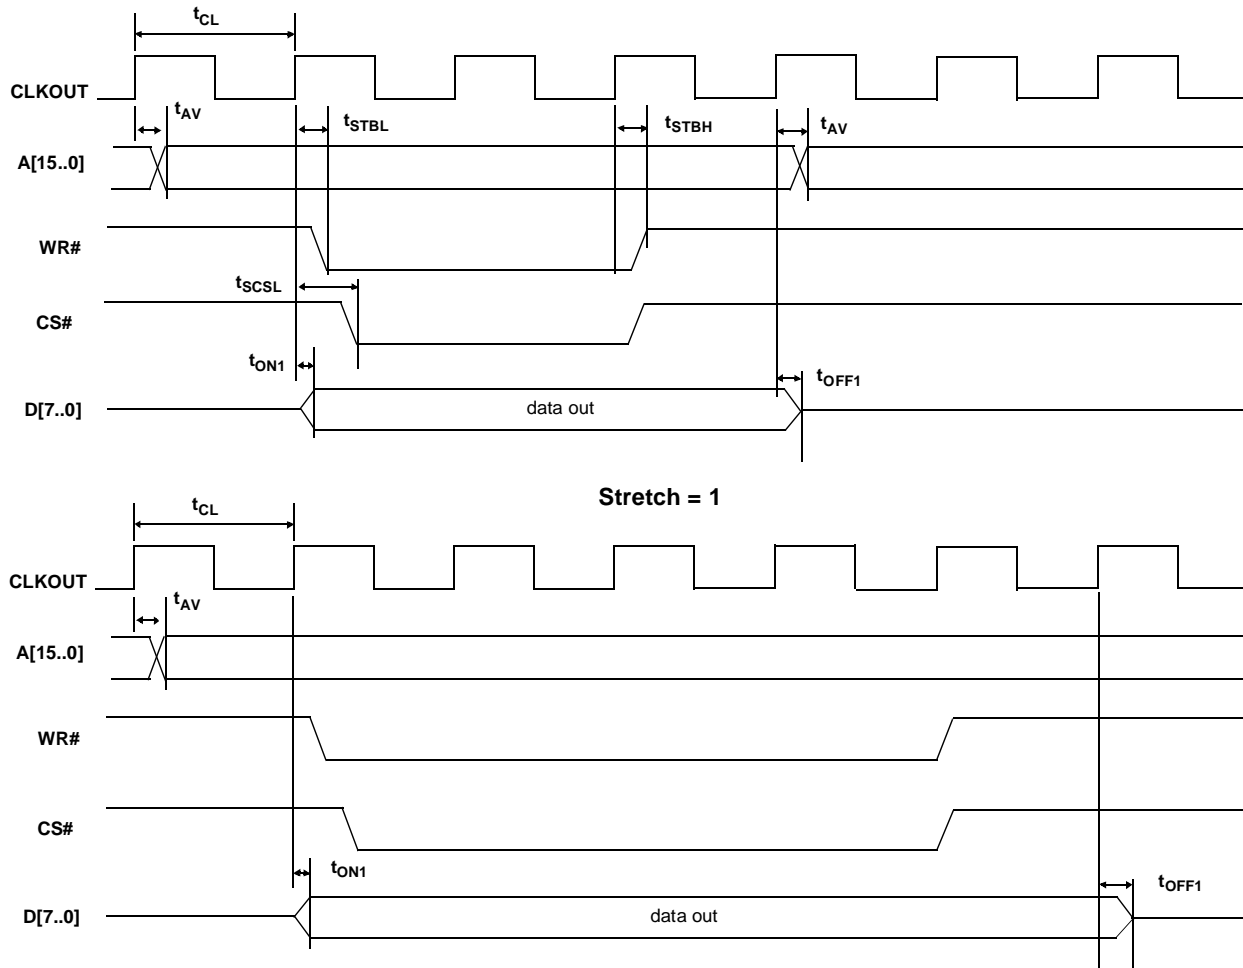 tCL
CLKOUT
tAV
tSTBL
tSTBH
tAV
A[15..0]
WR#
tSCSL
CS#
tON1
tOFF1
D[7..0]
data out
Stretch = 1
tCL
CLKOUT
tAV
A[15..0]
WR#
CS#
tON1
tOFF1
D[7..0]
data out